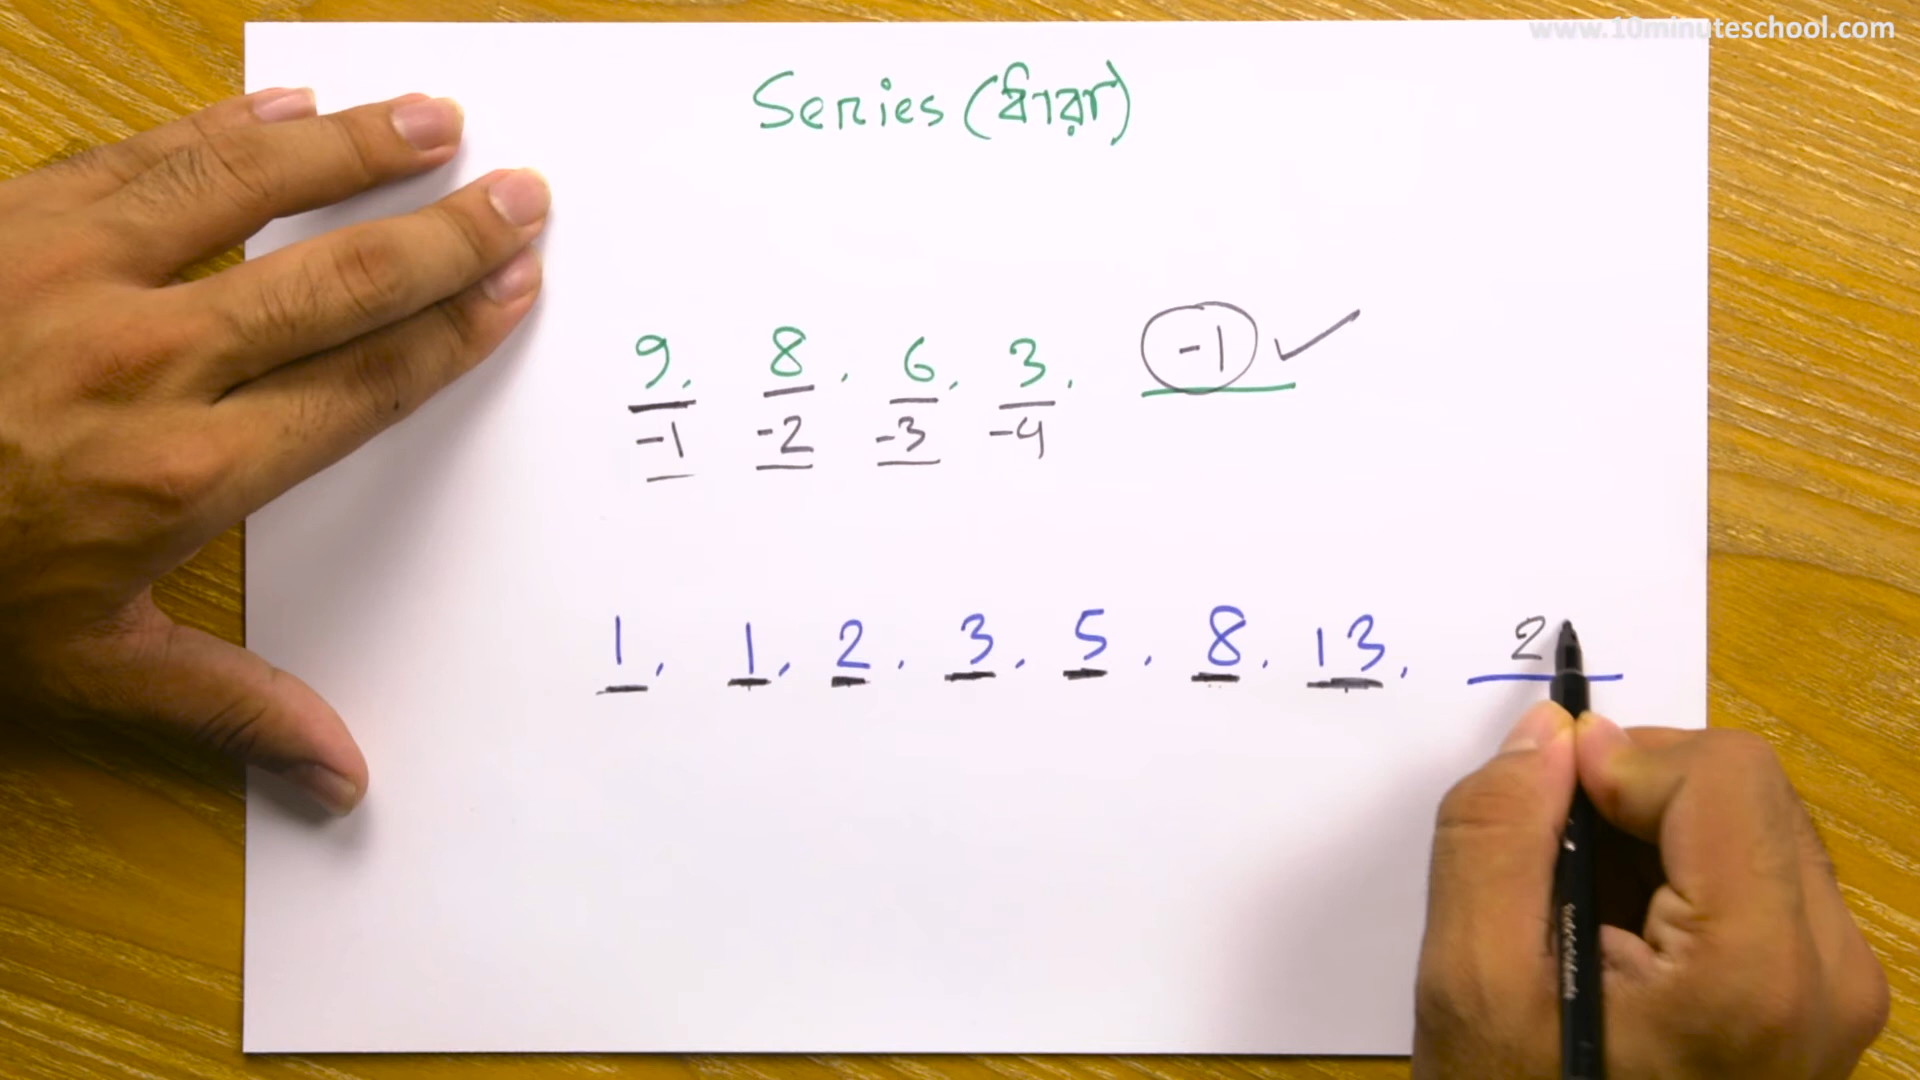 www.10minuteschool.com
Series (ধারা)
9, 8, 6, 3, -1 ✓
-1 -2 -3 -4
1, 1, 2, 3, 5, 8, 13, 2